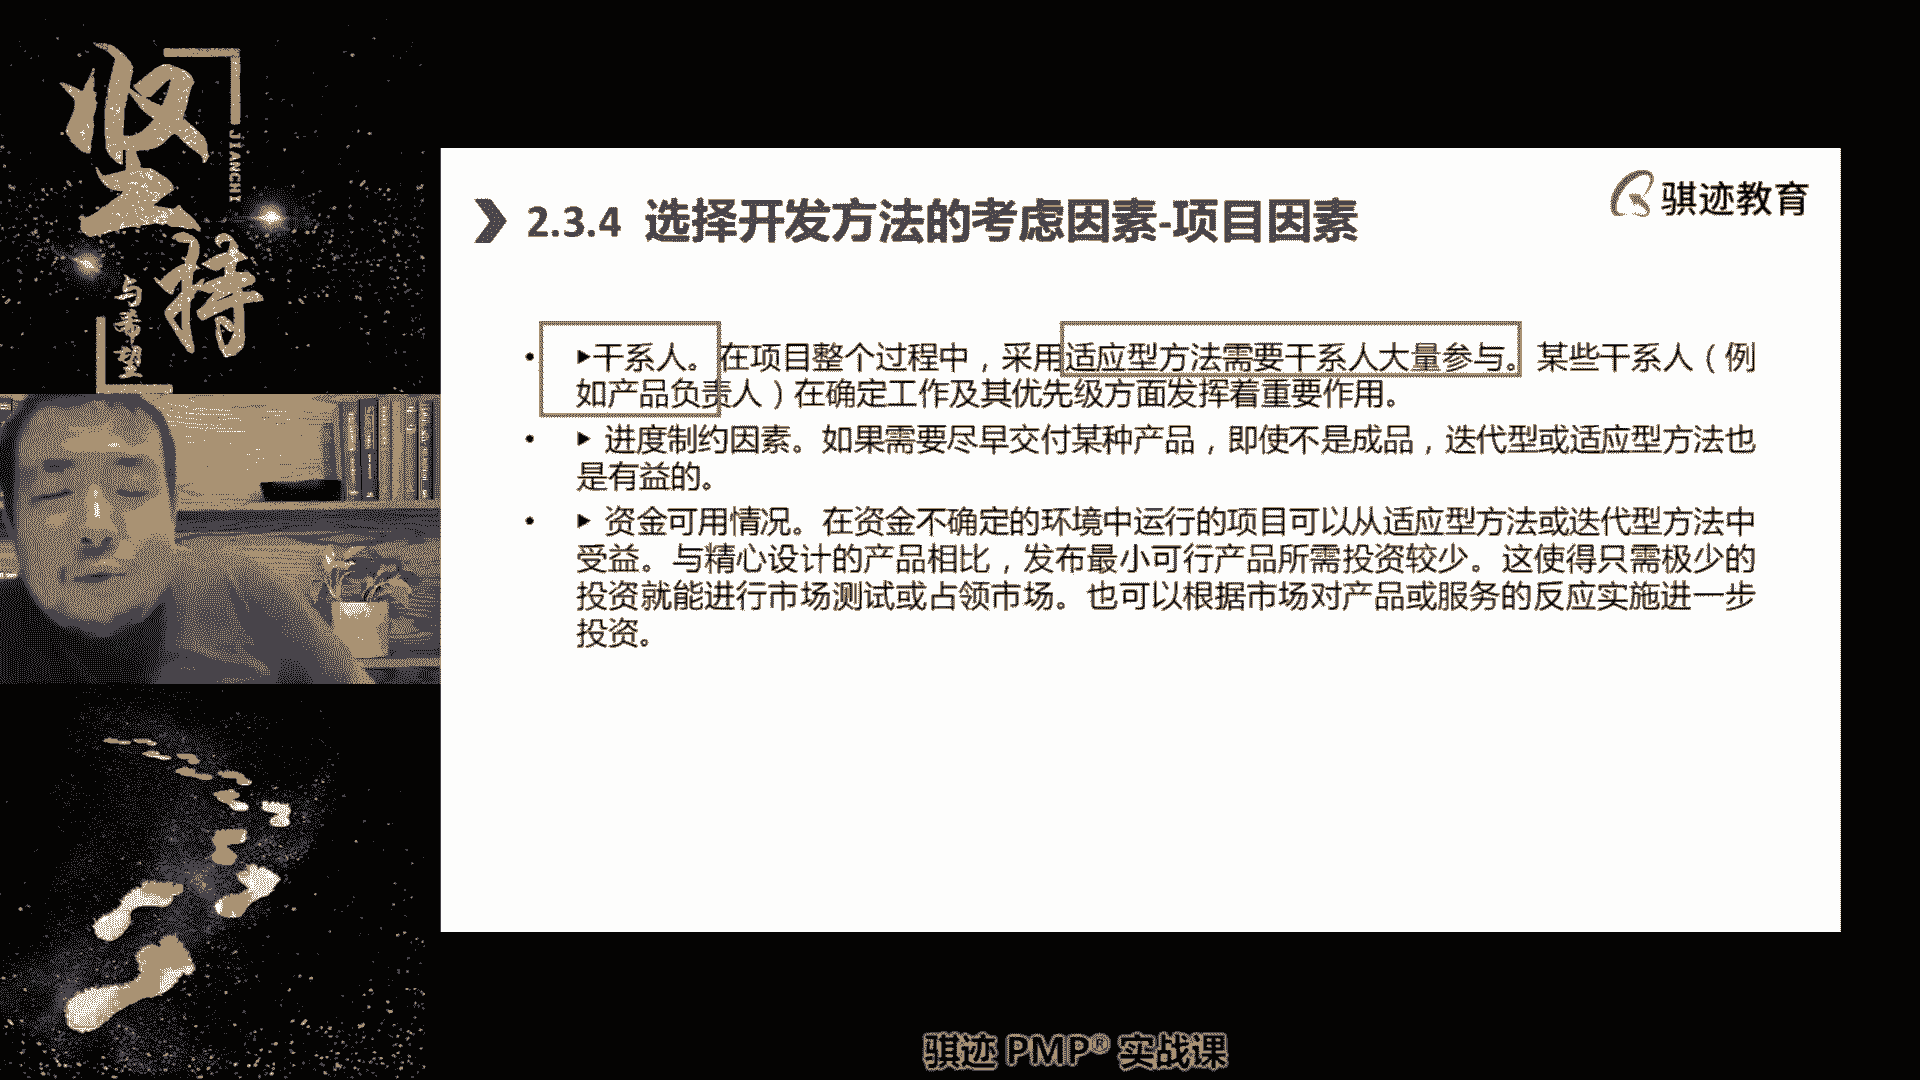 坚
持
JIANCHI
与希望
骐迹教育
2.3.4 选择开发方法的考虑因素-项目因素
• ▶干系人。在项目整个过程中，采用适应型方法需要干系人大量参与。某些干系人（例
如产品负责人）在确定工作及其优先级方面发挥着重要作用。
• ▶ 进度制约因素。如果需要尽早交付某种产品，即使不是成品，迭代型或适应型方法也
是有益的。
• ▶ 资金可用情况。在资金不确定的环境中运行的项目可以从适应型方法或迭代型方法中
受益。与精心设计的产品相比，发布最小可行产品所需投资较少。这使得只需极少的
投资就能进行市场测试或占领市场。也可以根据市场对产品或服务的反应实施进一步
投资。
骐迹 PMP® 实战课